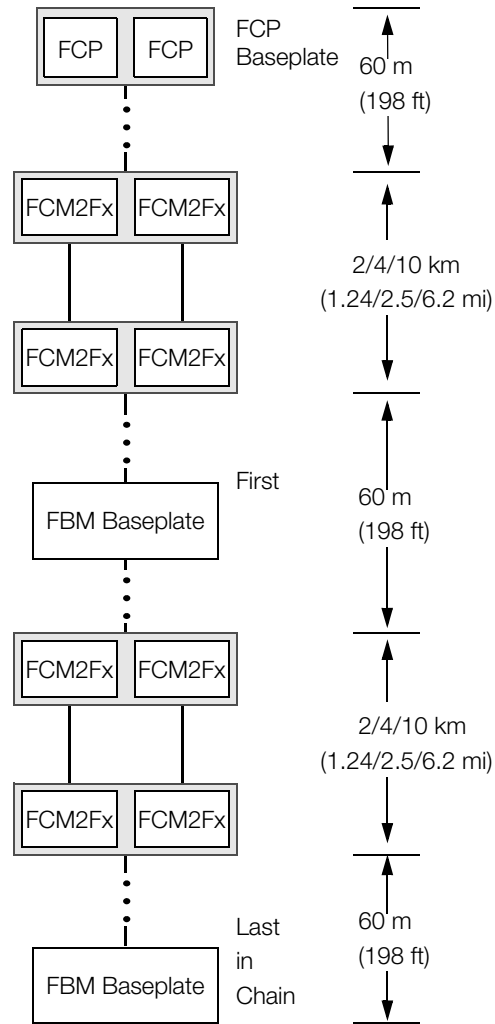 FCP FCP
FCP
Baseplate
60 m
(198 ft)
FCM2Fx FCM2Fx
2/4/10 km
(1.24/2.5/6.2 mi)
FCM2Fx FCM2Fx
First
FBM Baseplate
60 m
(198 ft)
FCM2Fx FCM2Fx
2/4/10 km
(1.24/2.5/6.2 mi)
FCM2Fx FCM2Fx
60 m
(198 ft)
Last
in
Chain
FBM Baseplate